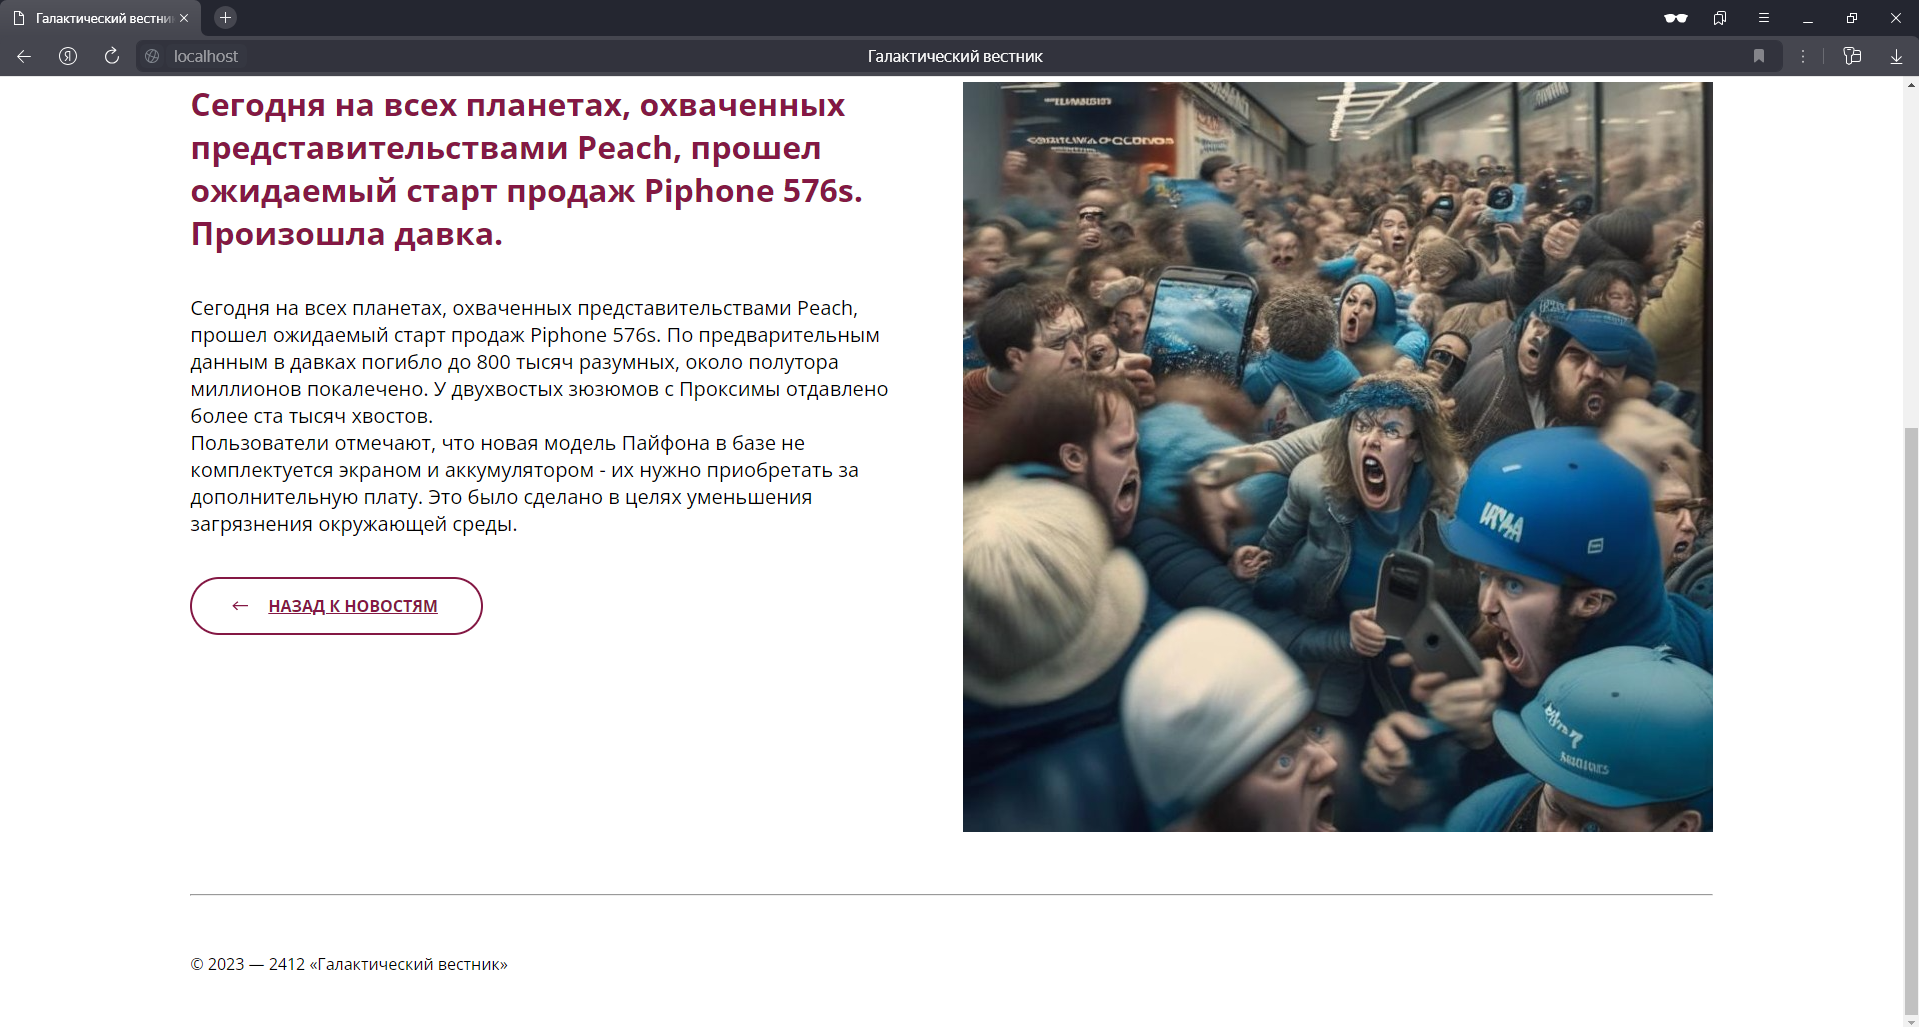 Галактический вестни
localhost
Галактический вестник
Сегодня на всех планетах, охваченных
представительствами Peach, прошел
ожидаемый старт продаж Piphone 576s.
Произошла давка.
Сегодня на всех планетах, охваченных представительствами Peach,
прошел ожидаемый старт продаж Piphone 576s. По предварительным
данным в давках погибло до 800 тысяч разумных, около полутора
миллионов покалечено. У двухвостых зюзюмов с Проксимы отдавлено
более ста тысяч хвостов.
Пользователи отмечают, что новая модель Пайфона в базе не
комплектуется экраном и аккумулятором - их нужно приобретать за
дополнительную плату. Это было сделано в целях уменьшения
загрязнения окружающей среды.
← НАЗАД К НОВОСТЯМ
© 2023 — 2412 «Галактический вестник»